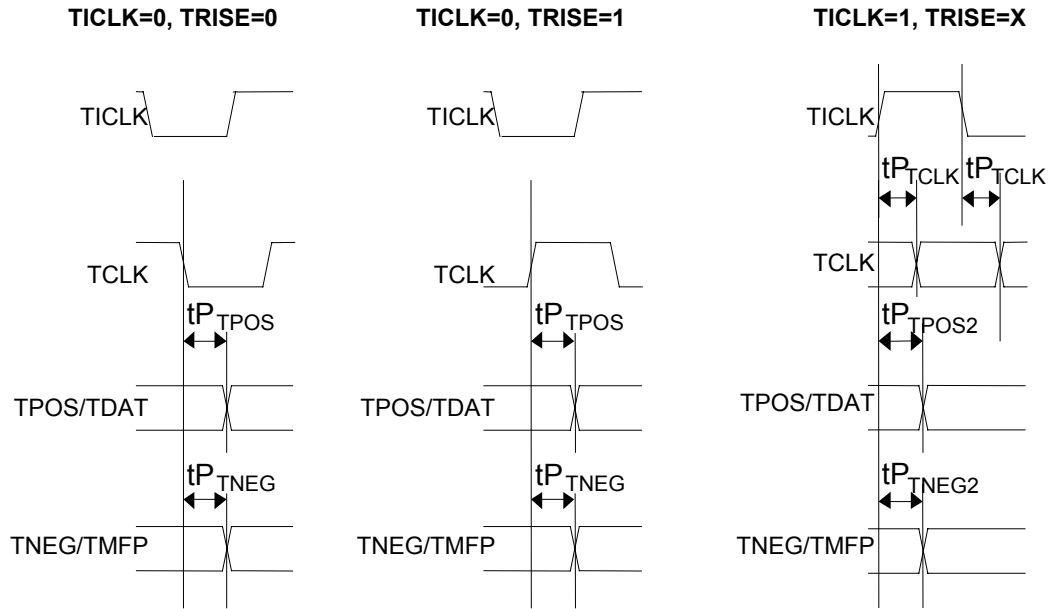 TICLK=0, TRISE=0
TICLK=0, TRISE=1
TICLK=1, TRISE=X
TICLK
TICLK
TICLK
tPTCLK tPTCLK
TCLK
TCLK
TCLK
tPTPOS
tPTPOS
tPTPOS2
TPOS/TDAT
TPOS/TDAT
TPOS/TDAT
tPTNEG
tPTNEG
tPTNEG2
TNEG/TMFP
TNEG/TMFP
TNEG/TMFP